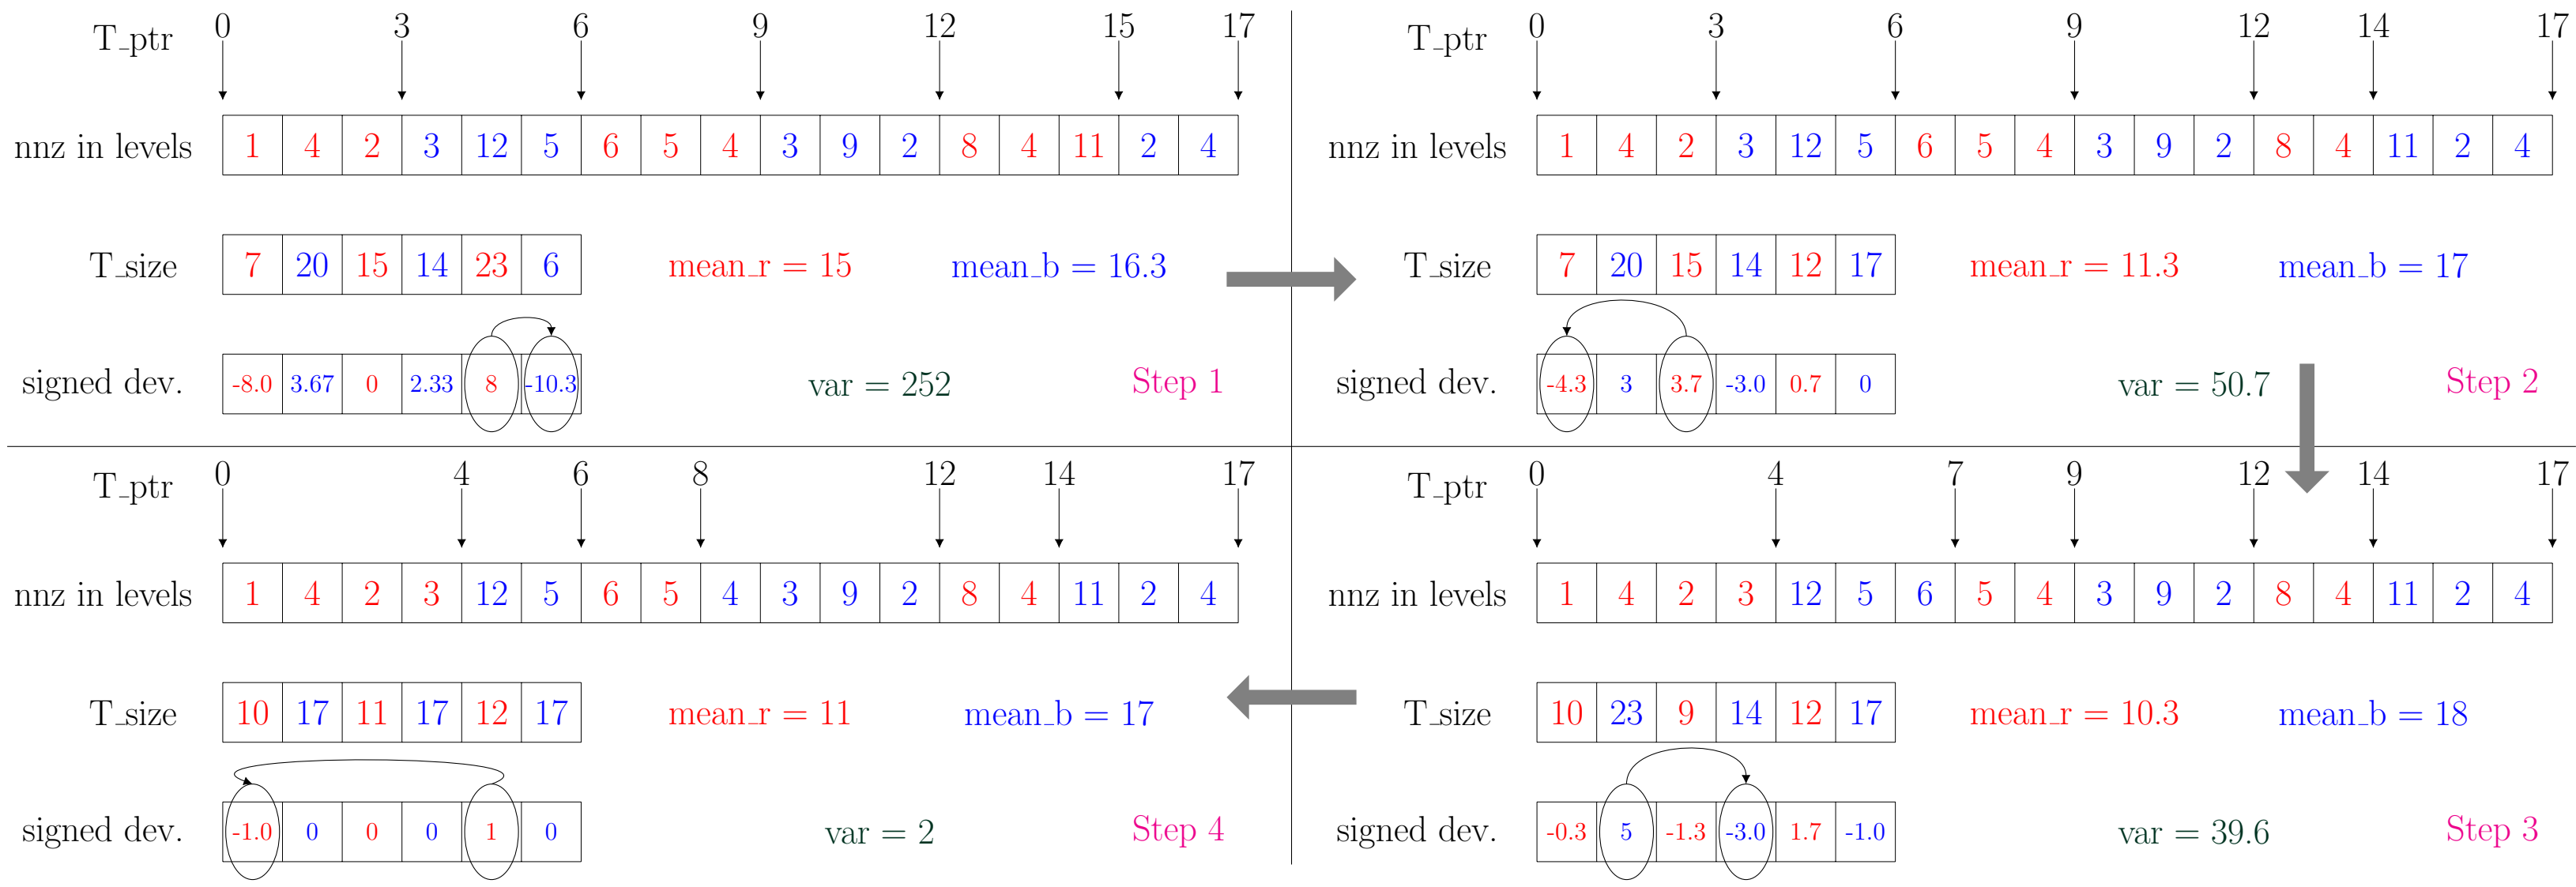 T_ptr 0 3 6 9 12 15 17
nnz in levels 1 4 2 3 12 5 6 5 4 3 9 2 8 4 11 2 4
T_size 7 20 15 14 23 6 mean_r = 15 mean_b = 16.3
signed dev. -8.0 3.67 0 2.33 8 -10.3 var = 252 Step 1
T_ptr 0 3 6 9 12 14 17
nnz in levels 1 4 2 3 12 5 6 5 4 3 9 2 8 4 11 2 4
T_size 7 20 15 14 12 17 mean_r = 11.3 mean_b = 17
signed dev. -4.3 3 3.7 -3.0 0.7 0 var = 50.7 Step 2
T_ptr 0 4 6 8 12 14 17
nnz in levels 1 4 2 3 12 5 6 5 4 3 9 2 8 4 11 2 4
T_size 10 17 11 17 12 17 mean_r = 11 mean_b = 17
signed dev. -1.0 0 0 0 1 0 var = 2 Step 4
T_ptr 0 4 7 9 12 14 17
nnz in levels 1 4 2 3 12 5 6 5 4 3 9 2 8 4 11 2 4
T_size 10 23 9 14 12 17 mean_r = 10.3 mean_b = 18
signed dev. -0.3 5 -1.3 -3.0 1.7 -1.0 var = 39.6 Step 3